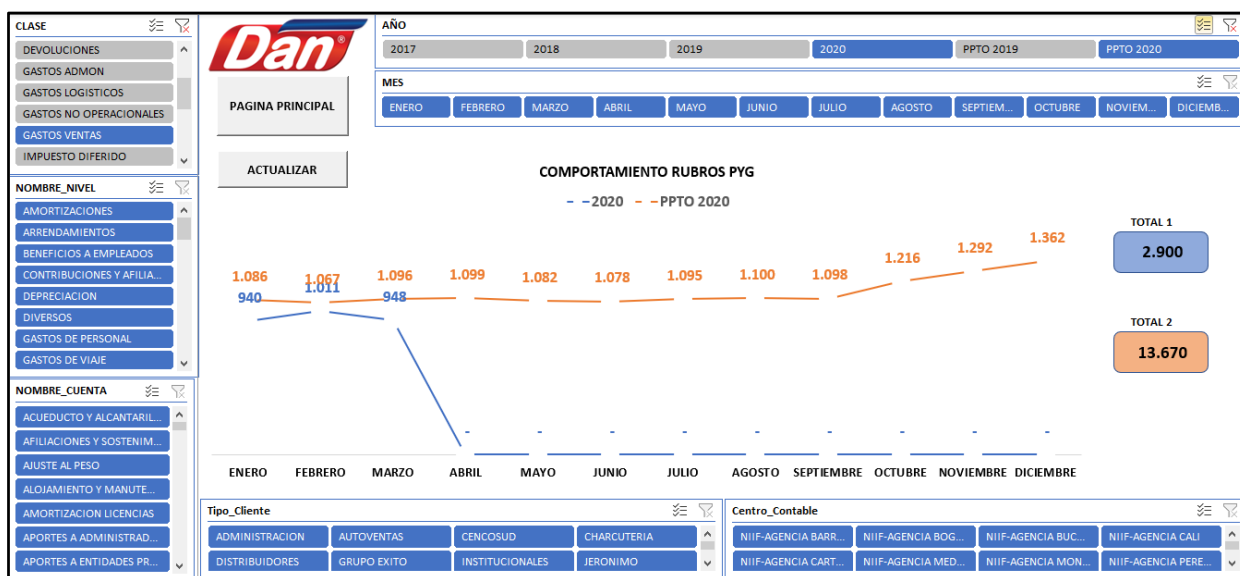 CLASE
DEVOLUCIONES
GASTOS ADMON
GASTOS LOGISTICOS
GASTOS NO OPERACIONALES
GASTOS VENTAS
IMPUESTO DIFERIDO
NOMBRE_NIVEL
AMORTIZACIONES
ARRENDAMIENTOS
BENEFICIOS A EMPLEADOS
CONTRIBUCIONES Y AFILIA...
DEPRECIACION
DIVERSOS
GASTOS DE PERSONAL
GASTOS DE VIAJE
NOMBRE_CUENTA
ACUEDUCTO Y ALCANTARIL...
AFILIACIONES Y SOSTENIM...
AJUSTE AL PESO
ALOJAMIENTO Y MANUTE...
AMORTIZACION LICENCIAS
APORTES A ADMINISTRAD...
APORTES A ENTIDADES PR...
Dan®
PAGINA PRINCIPAL
ACTUALIZAR
AÑO
2017 2018 2019 2020 PPTO 2019 PPTO 2020
MES
ENERO FEBRERO MARZO ABRIL MAYO JUNIO JULIO AGOSTO SEPTIEM... OCTUBRE NOVIEM... DICIEMB...
COMPORTAMIENTO RUBROS PYG
2020 PPTO 2020
1.086 1.067 1.096 1.099 1.082 1.078 1.095 1.100 1.098 1.216 1.292 1.362
940 1.011 948 - - - - - - - - -
ENERO FEBRERO MARZO ABRIL MAYO JUNIO JULIO AGOSTO SEPTIEMBRE OCTUBRE NOVIEMBRE DICIEMBRE
TOTAL 1
2.900
TOTAL 2
13.670
Tipo_Cliente
ADMINISTRACION AUTOVENTAS CENCOSUD CHARCUTERIA
DISTRIBUIDORES GRUPO EXITO INSTITUCIONALES JERONIMO
Centro_Contable
NIIF-AGENCIA BARR... NIIF-AGENCIA BOG... NIIF-AGENCIA BUC... NIIF-AGENCIA CALI
NIIF-AGENCIA CART... NIIF-AGENCIA MED... NIIF-AGENCIA MON... NIIF-AGENCIA PERE...